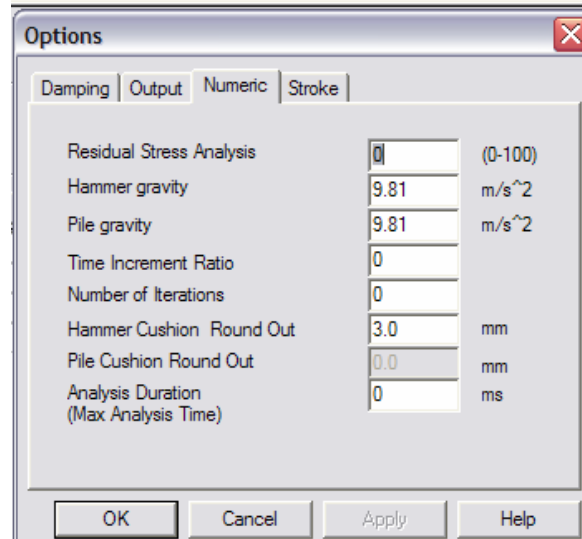 Options
Damping Output Numeric Stroke
Residual Stress Analysis 0 (0-100)
Hammer gravity 9.81 m/s^2
Pile gravity 9.81 m/s^2
Time Increment Ratio 0
Number of Iterations 0
Hammer Cushion Round Out 3.0 mm
Pile Cushion Round Out 0.0 mm
Analysis Duration 0 ms
(Max Analysis Time)
OK Cancel Apply Help